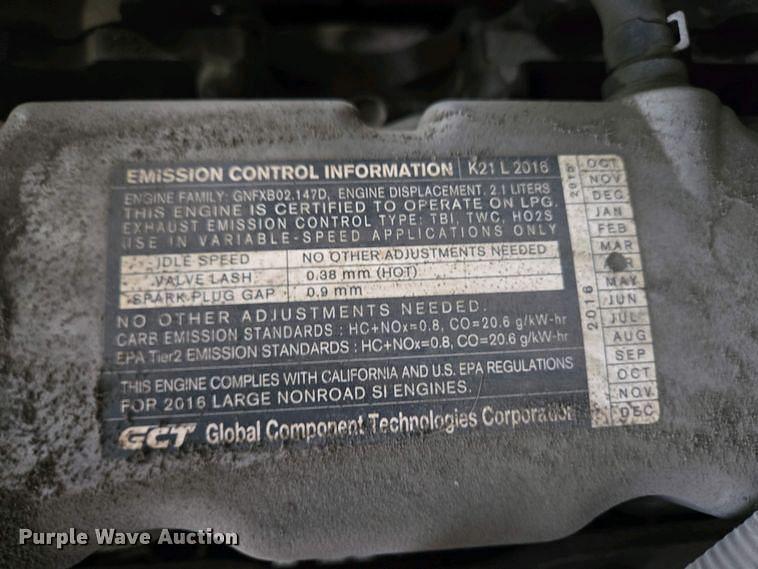 EMISSION CONTROL INFORMATION K21 L 2016
ENGINE FAMILY: GNFXB02.147D, ENGINE DISPLACEMENT. 2.1 LITERS
THIS ENGINE IS CERTIFIED TO OPERATE ON LPG.
EXHAUST EMISSION CONTROL TYPE: TBI, TWC, HO2S
USE IN VARIABLE-SPEED APPLICATIONS ONLY
IDLE SPEED NO OTHER ADJUSTMENTS NEEDED
VALVE LASH 0.38 mm (HOT)
SPARK PLUG GAP 0.9 mm
NO OTHER ADJUSTMENTS NEEDED.
CARB EMISSION STANDARDS : HC+NOx=0.8, CO=20.6 g/kW-hr
EPA Tier2 EMISSION STANDARDS : HC+NOx=0.8, CO=20.6 g/kW-hr
THIS ENGINE COMPLIES WITH CALIFORNIA AND U.S. EPA REGULATIONS
FOR 2016 LARGE NONROAD SI ENGINES.
GCT Global Component Technologies Corporation
OCT
NOV
DEC
2016
JAN
FEB
MAR
MAY
JUN
JUL
AUG
SEP
OCT
NOV
DEC
Purple Wave Auction